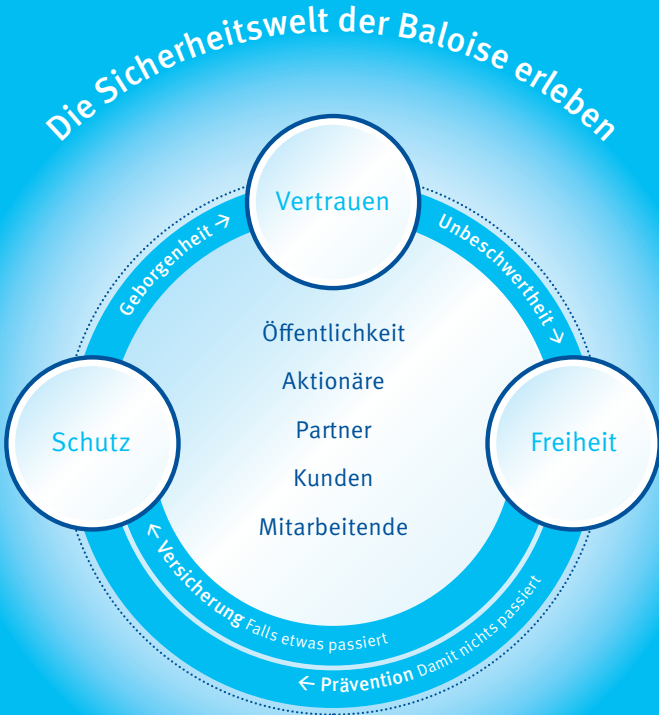 Die Sicherheitswelt der Baloise erleben
Vertrauen
Geborgenheit →
Unbeschwertheit →
Öffentlichkeit
Aktionäre
Partner
Kunden
Mitarbeitende
Schutz
Freiheit
← Versicherung Falls etwas passiert
← Prävention Damit nichts passiert